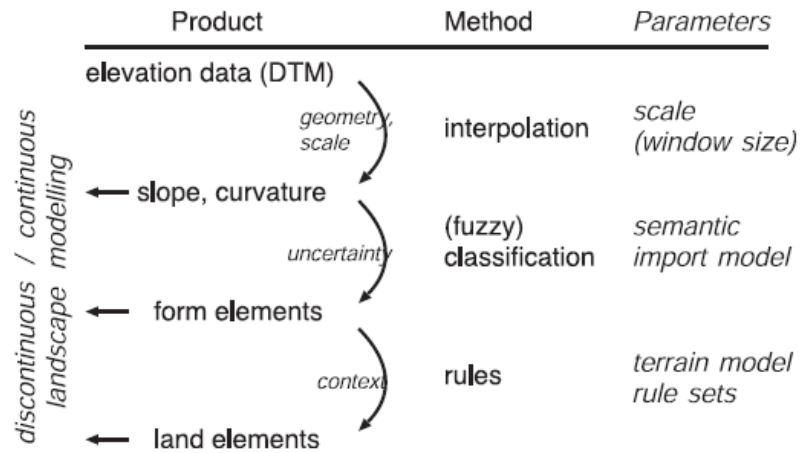 Product Method Parameters
elevation data (DTM)
geometry,
scale
interpolation
scale
(window size)
slope, curvature
uncertainty
(fuzzy)
classification
semantic
import model
form elements
context
rules
terrain model
rule sets
land elements
discontinuous / continuous
landscape modelling